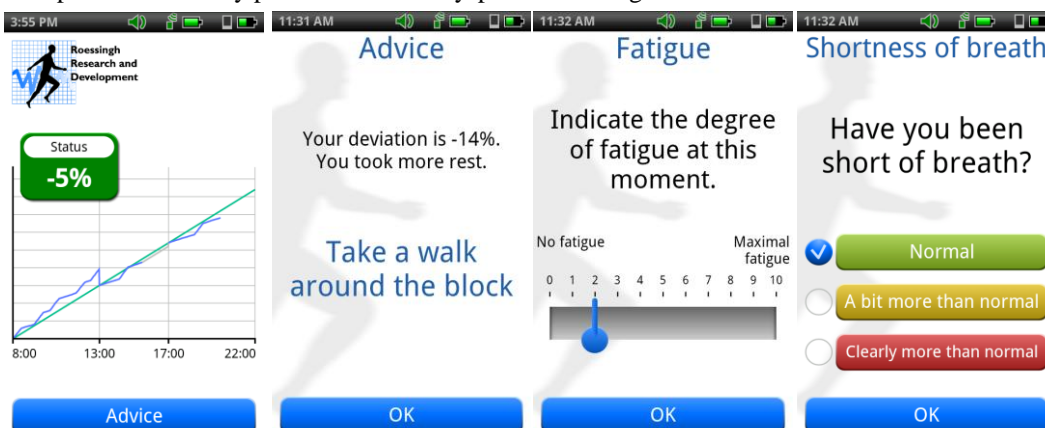 3:55 PM
Roessingh
Research and
Development
Status
-5%
8:00 13:00 17:00 22:00
Advice
11:31 AM
Advice
Your deviation is -14%.
You took more rest.
Take a walk
around the block
OK
11:32 AM
Fatigue
Indicate the degree
of fatigue at this
moment.
No fatigue
Maximal
fatigue
0 1 2 3 4 5 6 7 8 9 10
OK
11:32 AM
Shortness of breath
Have you been
short of breath?
Normal
A bit more than normal
Clearly more than normal
OK